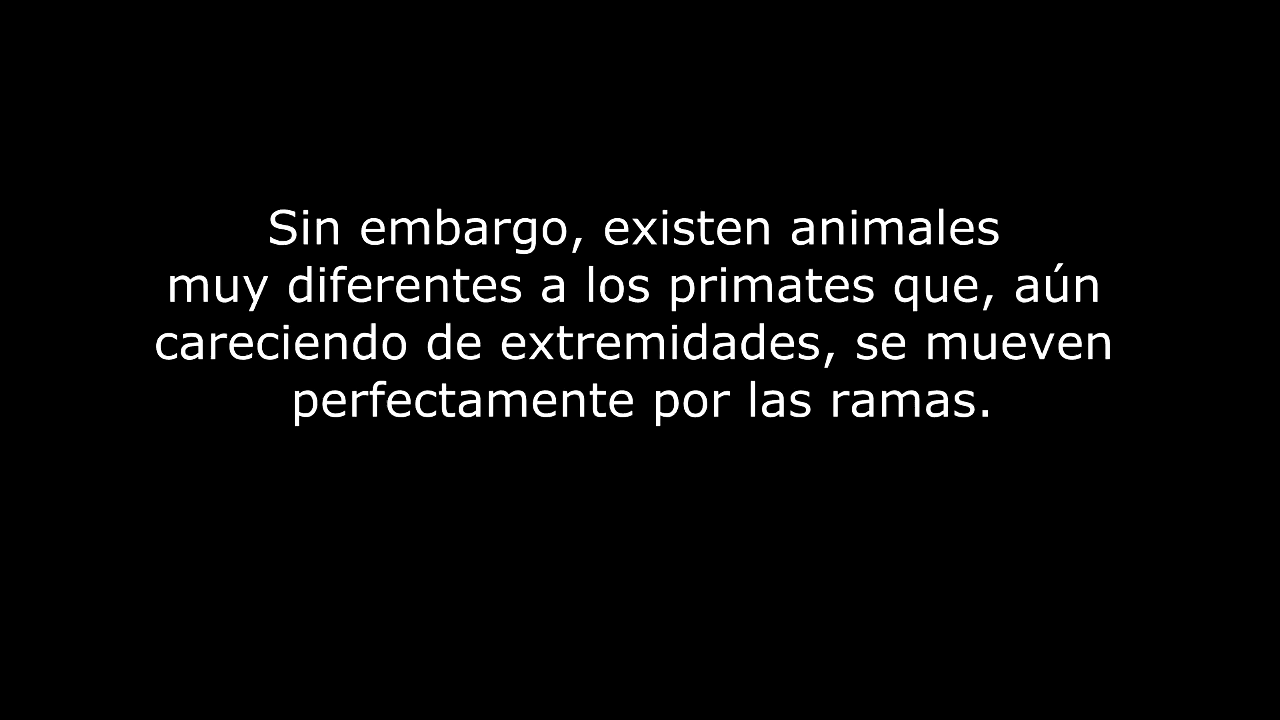 Sin embargo, existen animales
muy diferentes a los primates que, aún
careciendo de extremidades, se mueven
perfectamente por las ramas.